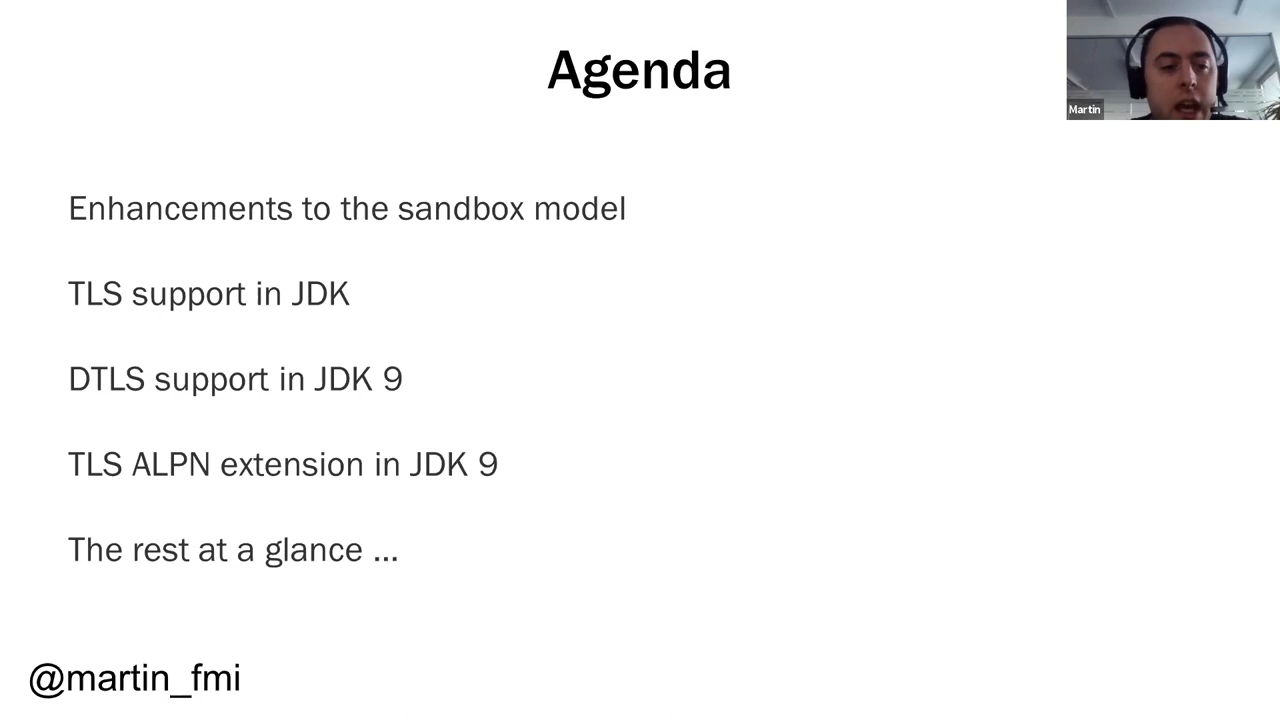 Agenda
Martin
Enhancements to the sandbox model
TLS support in JDK
DTLS support in JDK 9
TLS ALPN extension in JDK 9
The rest at a glance ...
@martin_fmi